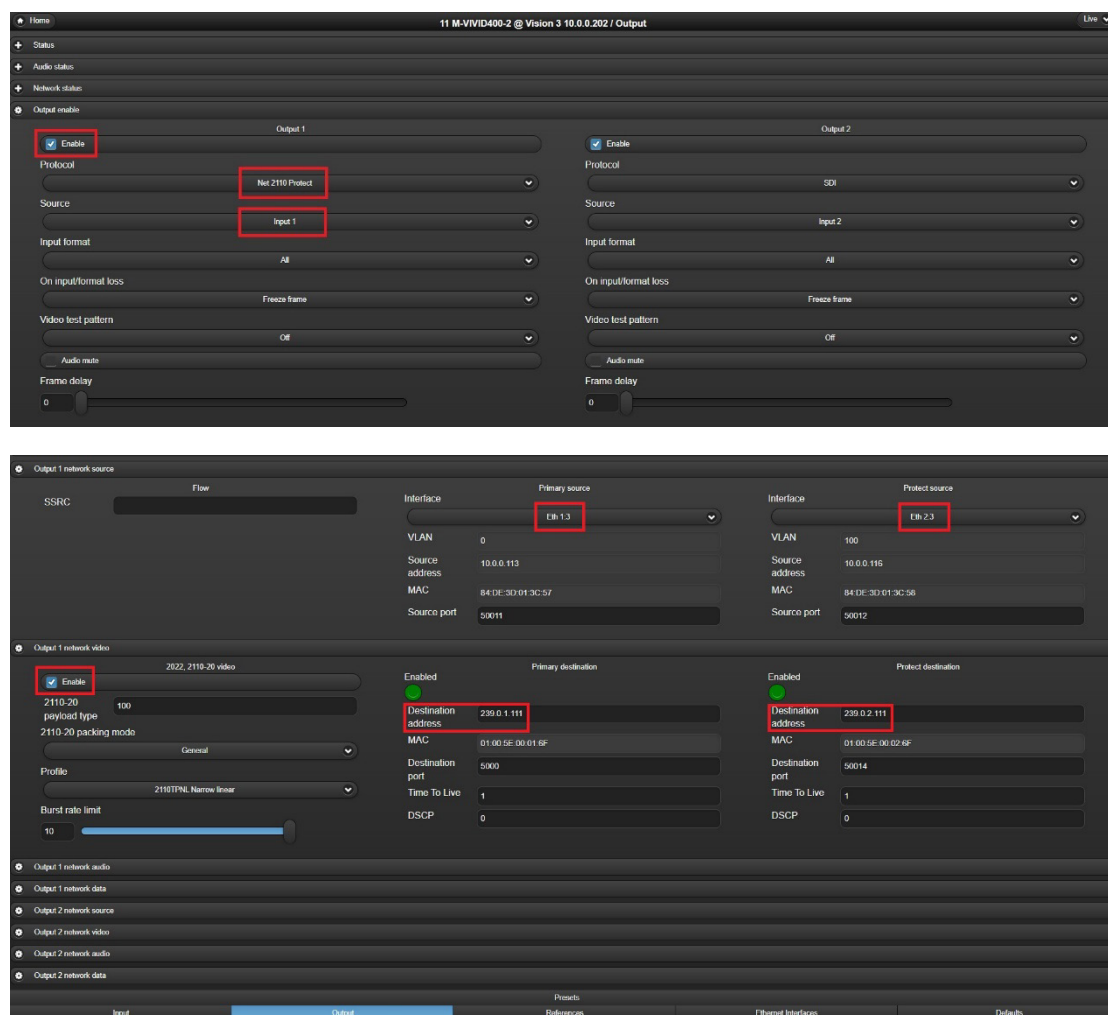 Home
11 M-VIVID400-2 @ Vision 3 10.0.0.202 / Output
Live
Status
Audio status
Network status
Output enable
Output 1
Output 2
Enable
Enable
Protocol
Protocol
Net 2110 Protect
SDI
Source
Source
Input 1
Input 2
Input format
Input format
All
All
On input/format loss
On input/format loss
Freeze frame
Freeze frame
Video test pattern
Video test pattern
Off
Off
Audio mute
Audio mute
Frame delay
Frame delay
0
0
Output 1 network source
Flow
Primary source
Protect source
SSRC
Interface
Interface
Eth 1:3
Eth 2:3
VLAN 0
VLAN 100
Source address 10.0.0.113
Source address 10.0.0.116
MAC 84:DE:3D:01:3C:57
MAC 84:DE:3D:01:3C:58
Source port 50011
Source port 50012
Output 1 network video
2022, 2110-20 video
Primary destination
Protect destination
Enable
Enabled
Enabled
2110-20 payload type 100
Destination address 239.0.1.111
Destination address 239.0.2.111
2110-20 packing mode
General
MAC 01:00:5E:00:01:6F
MAC 01:00:5E:00:02:6F
Profile
2110TPNL Narrow linear
Destination port 5000
Destination port 50014
Time To Live 1
Time To Live 1
Burst rate limit
10
DSCP 0
DSCP 0
Output 1 network audio
Output 1 network data
Output 2 network source
Output 2 network video
Output 2 network audio
Output 2 network data
Presets
Input
Output
References
Ethernet Interfaces
Defaults